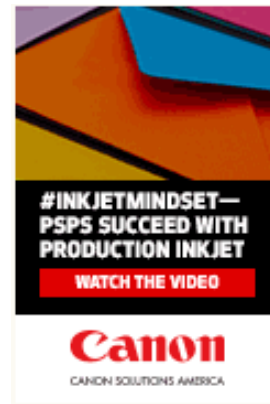 #INKJETMINDSET—
PSPS SUCCEED WITH
PRODUCTION INKJET
WATCH THE VIDEO
Canon
CANON SOLUTIONS AMERICA